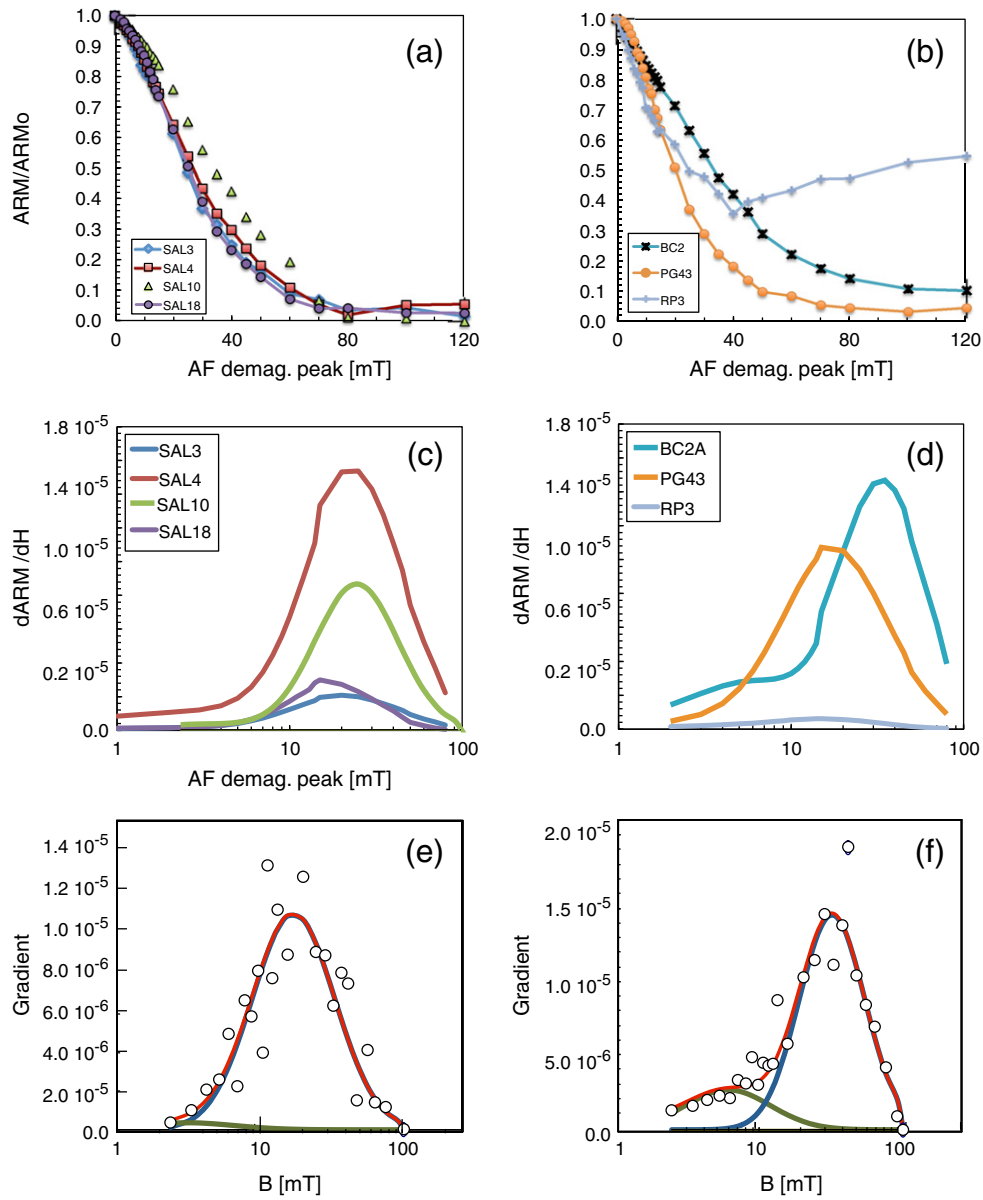 (a)
ARM/ARMo
1.0
0.9
0.8
0.7
0.6
0.5
0.4
0.3
0.2
0.1
0.0
SAL3
SAL4
SAL10
SAL18
0 40 60 80 100 120
AF demag. peak [mT]
(b)
1.0
0.9
0.8
0.7
0.6
0.5
0.4
0.3
0.2
0.1
0.0
BC2
PG43
RP3
0 20 40 60 80 100 120
AF demag. peak [mT]
(c)
dARM /dH
1.8 10-5
1.4 10-5
1.0 10-5
0.6 10-5
0.2 10-5
0.0
SAL3
SAL4
SAL10
SAL18
1 10 100
AF demag. peak [mT]
(d)
dARM /dH
1.8 10-5
1.4 10-5
1.0 10-5
0.6 10-5
0.2 10-5
0.0
BC2A
PG43
RP3
1 10 100
(e)
Gradient
1.4 10-5
1.2 10-5
1.0 10-5
8.0 10-6
6.0 10-6
4.0 10-6
2.0 10-5
0.0
1 10 100
B [mT]
(f)
Gradient
2.0 10-5
1.5 10-5
1.0 10-5
5.0 10-6
0.0
1 10 100
B [mT]